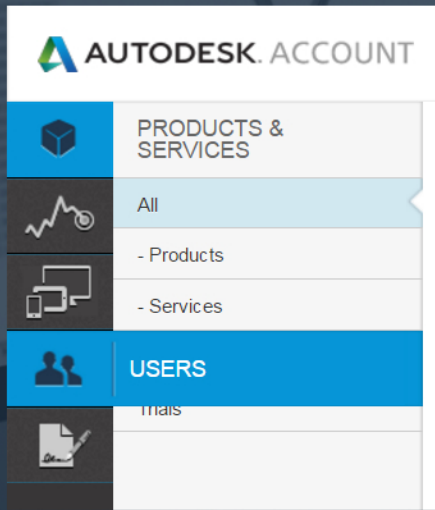 AUTODESK. ACCOUNT
PRODUCTS &
SERVICES
All
- Products
- Services
USERS
Trials